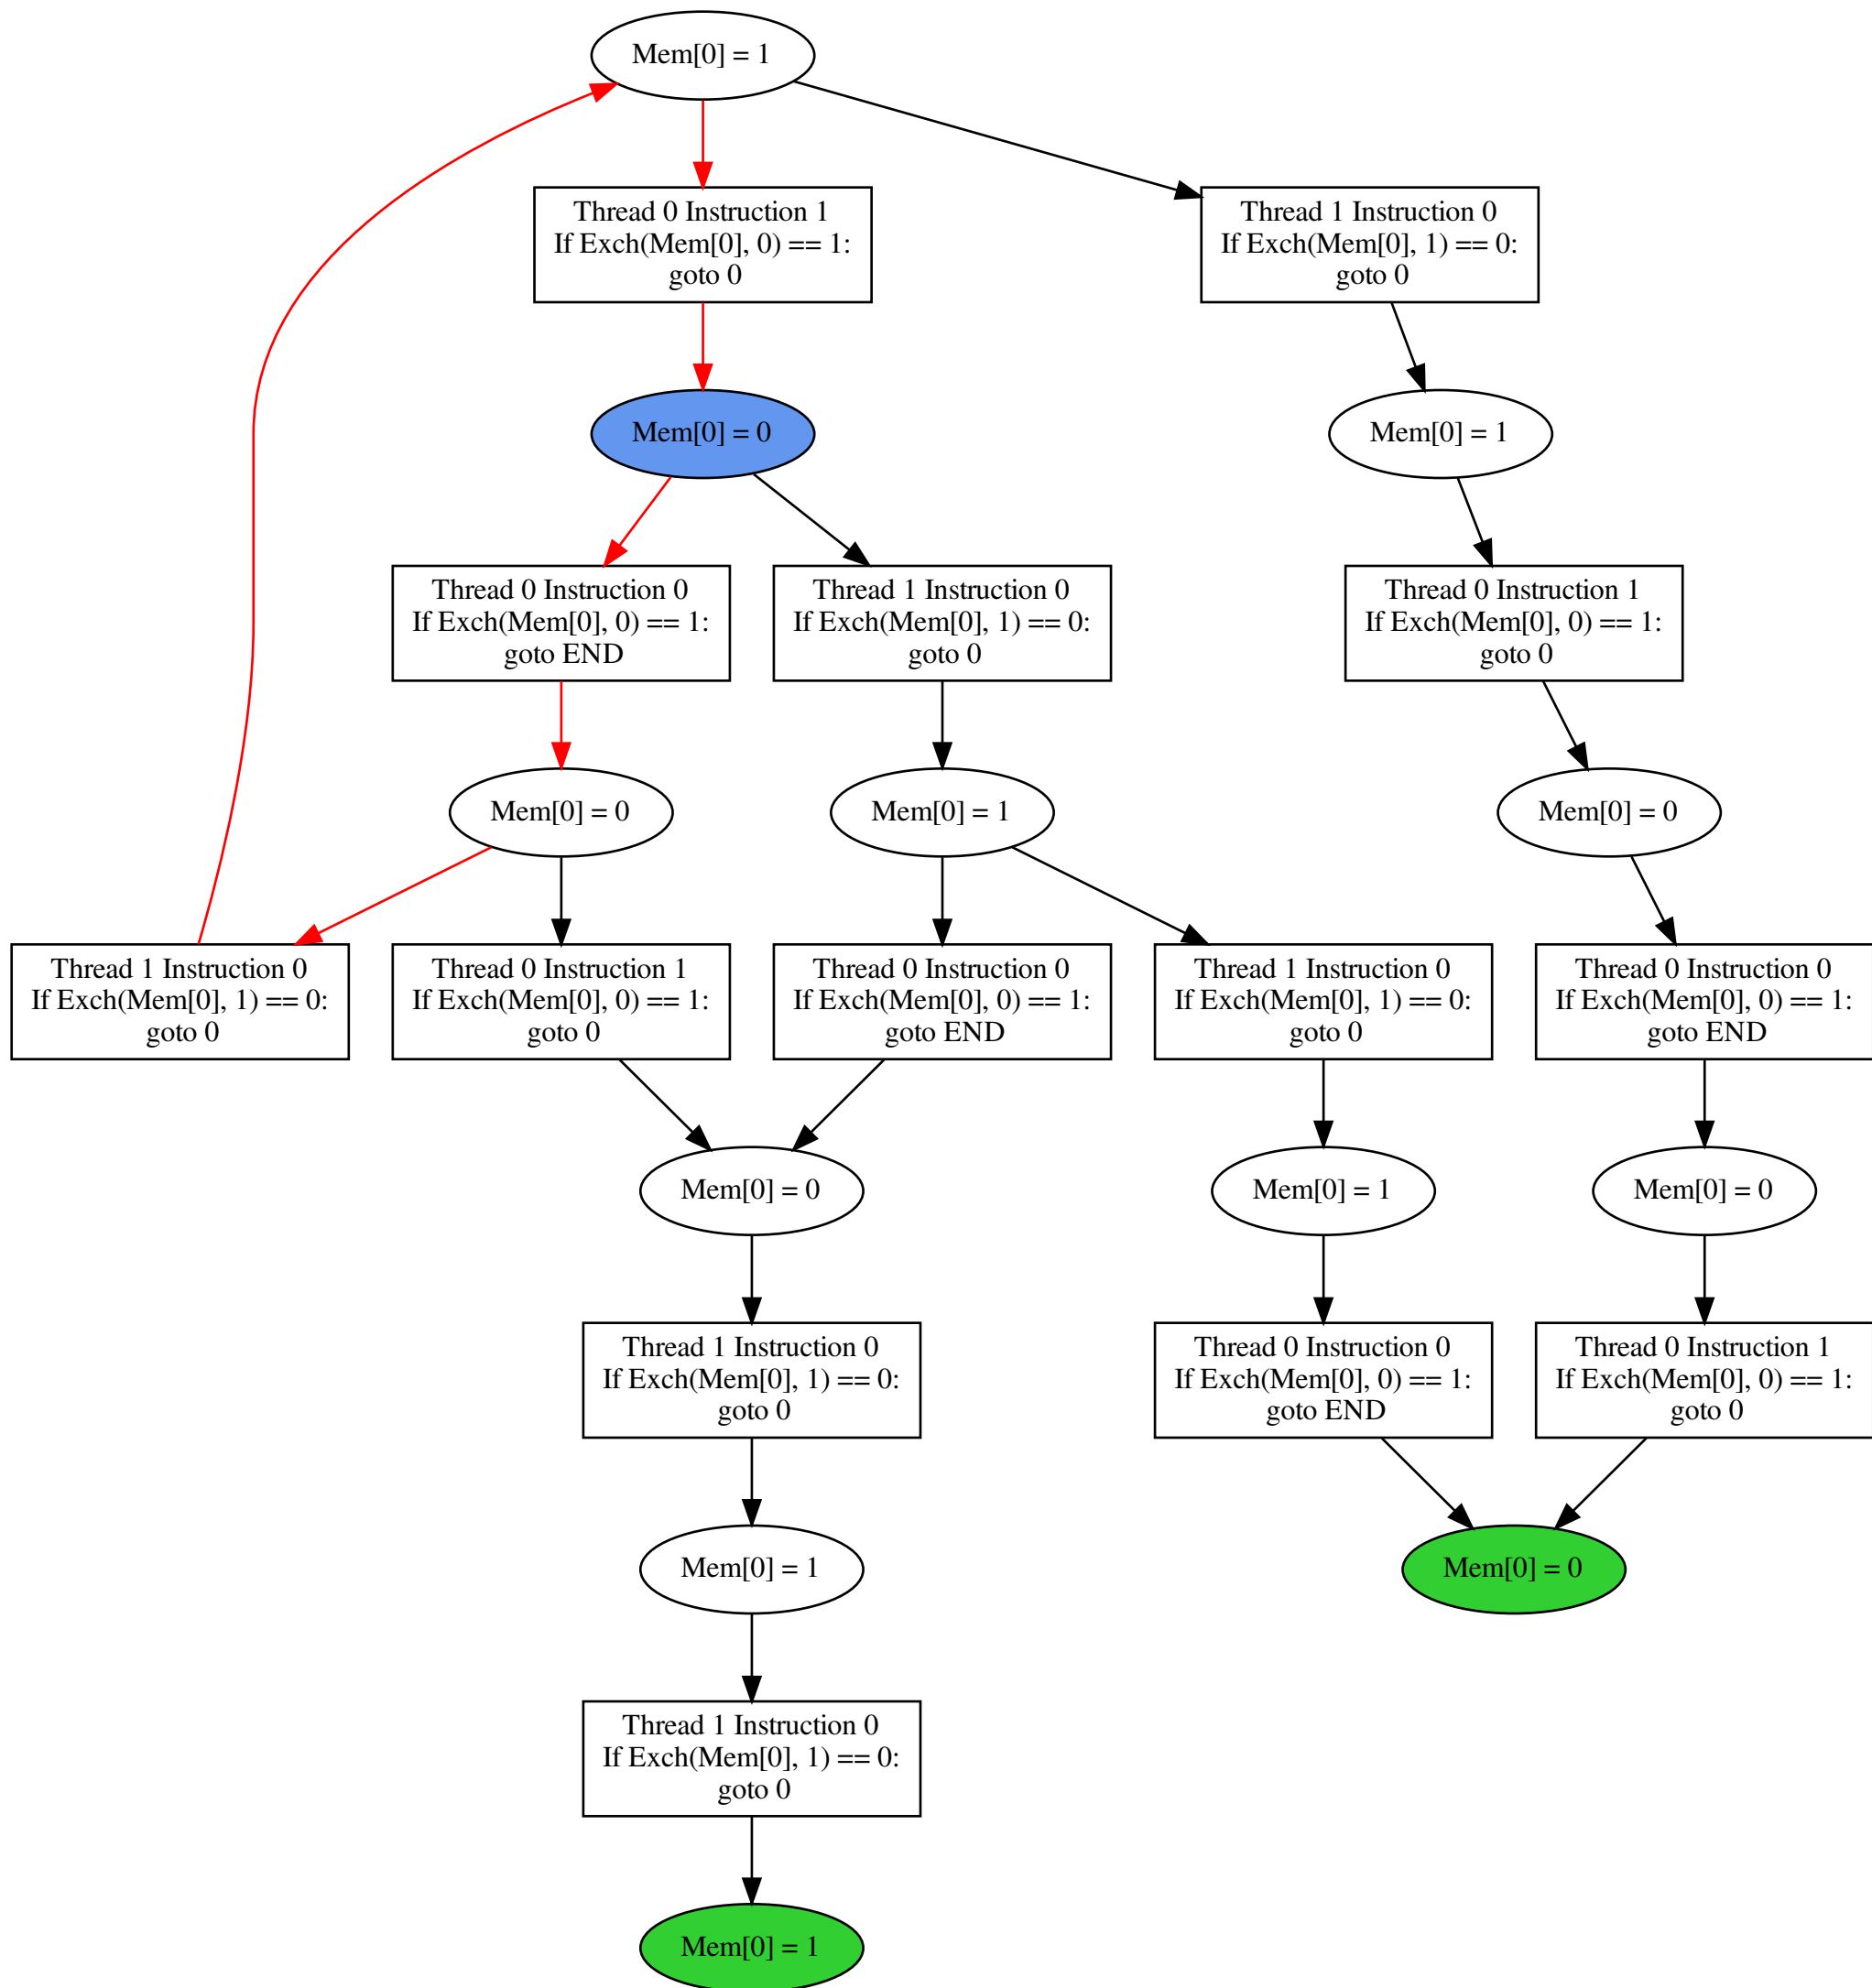 Mem[0] = 1
Thread 0 Instruction 1
If Exch(Mem[0], 0) == 1:
goto 0
Thread 1 Instruction 0
If Exch(Mem[0], 1) == 0:
goto 0
Mem[0] = 0
Mem[0] = 1
Thread 0 Instruction 0
If Exch(Mem[0], 0) == 1:
goto END
Thread 1 Instruction 0
If Exch(Mem[0], 1) == 0:
goto 0
Thread 0 Instruction 1
If Exch(Mem[0], 0) == 1:
goto 0
Mem[0] = 0
Mem[0] = 1
Mem[0] = 0
Thread 1 Instruction 0
If Exch(Mem[0], 1) == 0:
goto 0
Thread 0 Instruction 1
If Exch(Mem[0], 0) == 1:
goto 0
Thread 0 Instruction 0
If Exch(Mem[0], 0) == 1:
goto END
Thread 1 Instruction 0
If Exch(Mem[0], 1) == 0:
goto 0
Thread 0 Instruction 0
If Exch(Mem[0], 0) == 1:
goto END
Mem[0] = 0
Mem[0] = 1
Mem[0] = 0
Thread 1 Instruction 0
If Exch(Mem[0], 1) == 0:
goto 0
Thread 0 Instruction 0
If Exch(Mem[0], 0) == 1:
goto END
Thread 0 Instruction 1
If Exch(Mem[0], 0) == 1:
goto 0
Mem[0] = 1
Mem[0] = 0
Thread 1 Instruction 0
If Exch(Mem[0], 1) == 0:
goto 0
Mem[0] = 1